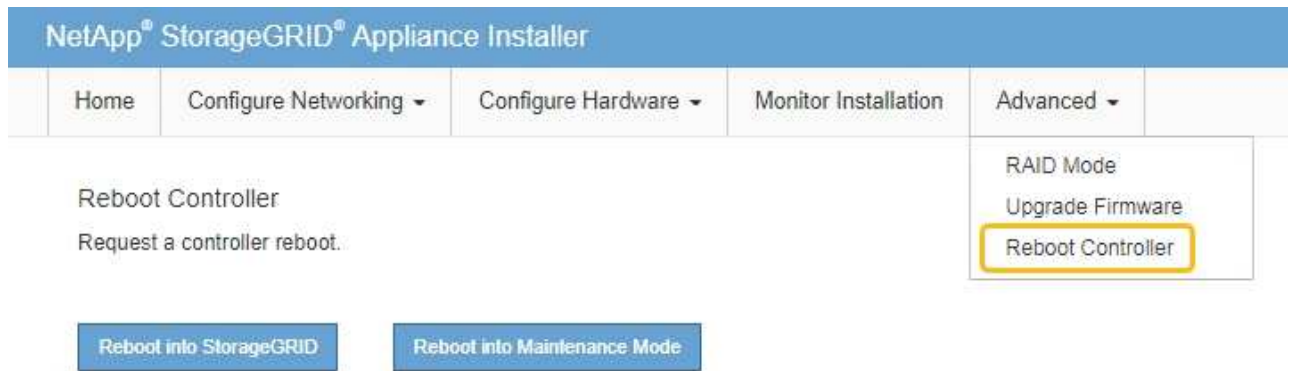 NetApp® StorageGRID® Appliance Installer
Home Configure Networking Configure Hardware Monitor Installation Advanced
RAID Mode
Upgrade Firmware
Reboot Controller
Reboot Controller
Request a controller reboot.
Reboot into StorageGRID Reboot into Maintenance Mode